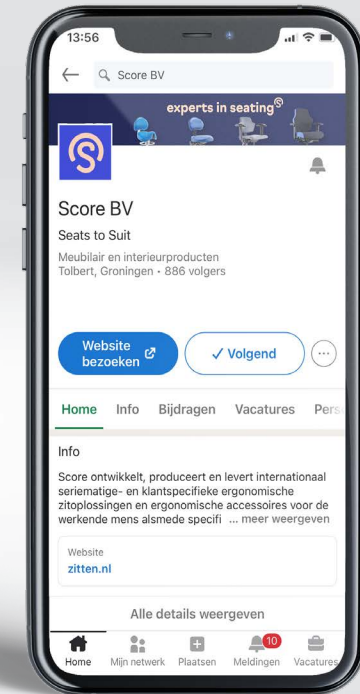 13:56
Score BV
experts in seating
Score BV
Seats to Suit
Meubilair en interieurproducten
Tolbert, Groningen • 886 volgers
Website
bezoeken
Volgend
Home Info Bijdragen Vacatures Pers
Info
Score ontwikkelt, produceert en levert internationaal
seriematige- en klantspecifieke ergonomische
zitoplossingen en ergonomische accessoires voor de
werkende mens alsmede specifi ... meer weergeven
Website
zitten.nl
Alle details weergeven
10
Home Mijn netwerk Plaatsen Meldingen Vacatures